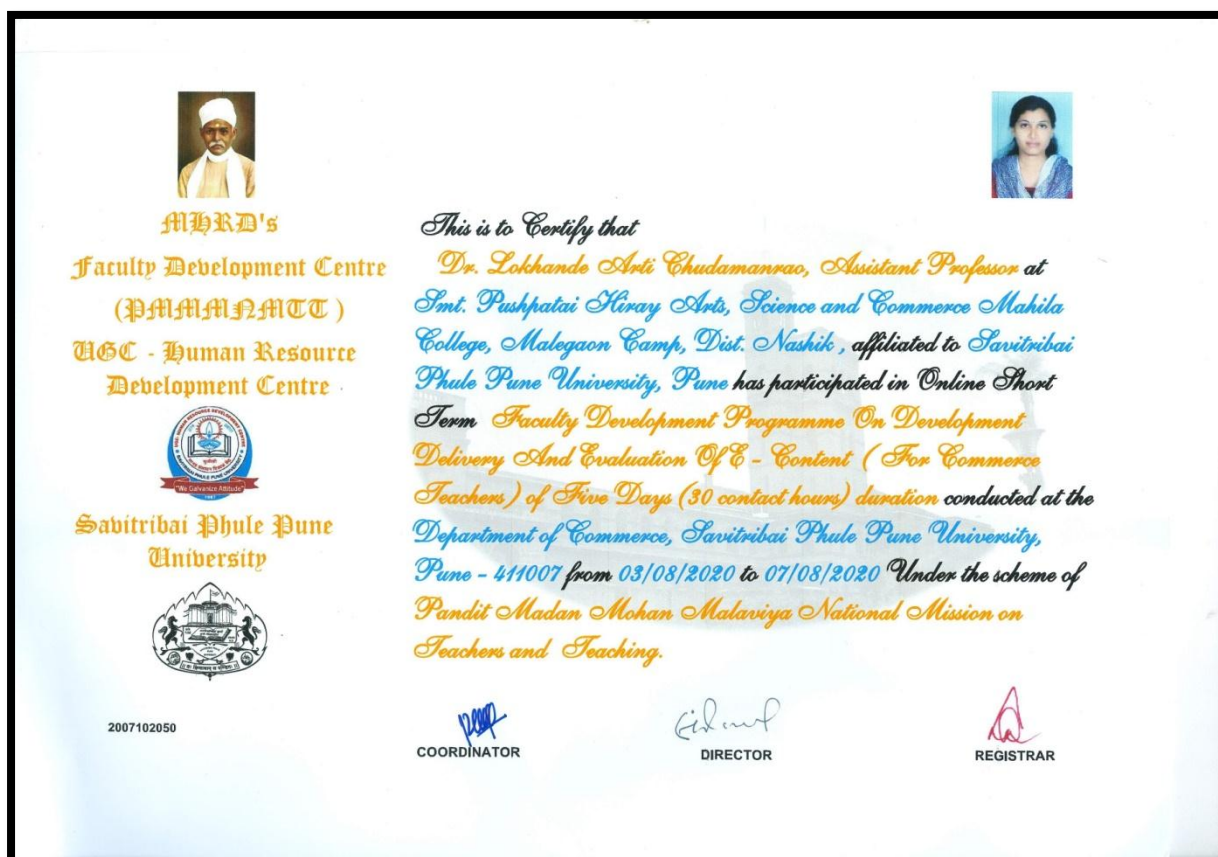 MHRD's
Faculty Development Centre
(PMMMNMTT )
UGC - Human Resource
Development Centre
"We Galvanize Attitude"
Savitribai Phule Pune
University
2007102050
This is to Certify that
Dr. Lokhande Arti Chudamanrao, Assistant Professor at
Smt. Pushpatai Hiray Arts, Science and Commerce Mahila
College, Malegaon Camp, Dist. Nashik , affiliated to Savitribai
Phule Pune University, Pune has participated in Online Short
Term Faculty Development Programme On Development
Delivery And Evaluation Of E - Content ( For Commerce
Teachers ) of Five Days (30 contact hours) duration conducted at the
Department of Commerce, Savitribai Phule Pune University,
Pune - 411007 from 03/08/2020 to 07/08/2020 Under the scheme of
Pandit Madan Mohan Malaviya National Mission on
Teachers and Teaching.
COORDINATOR
DIRECTOR
REGISTRAR